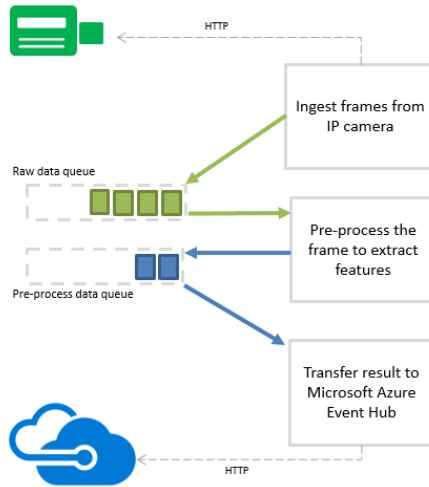 HTTP
Ingest frames from
IP camera
Raw data queue
Pre-process the
frame to extract
features
Pre-process data queue
Transfer result to
Microsoft Azure
Event Hub
HTTP